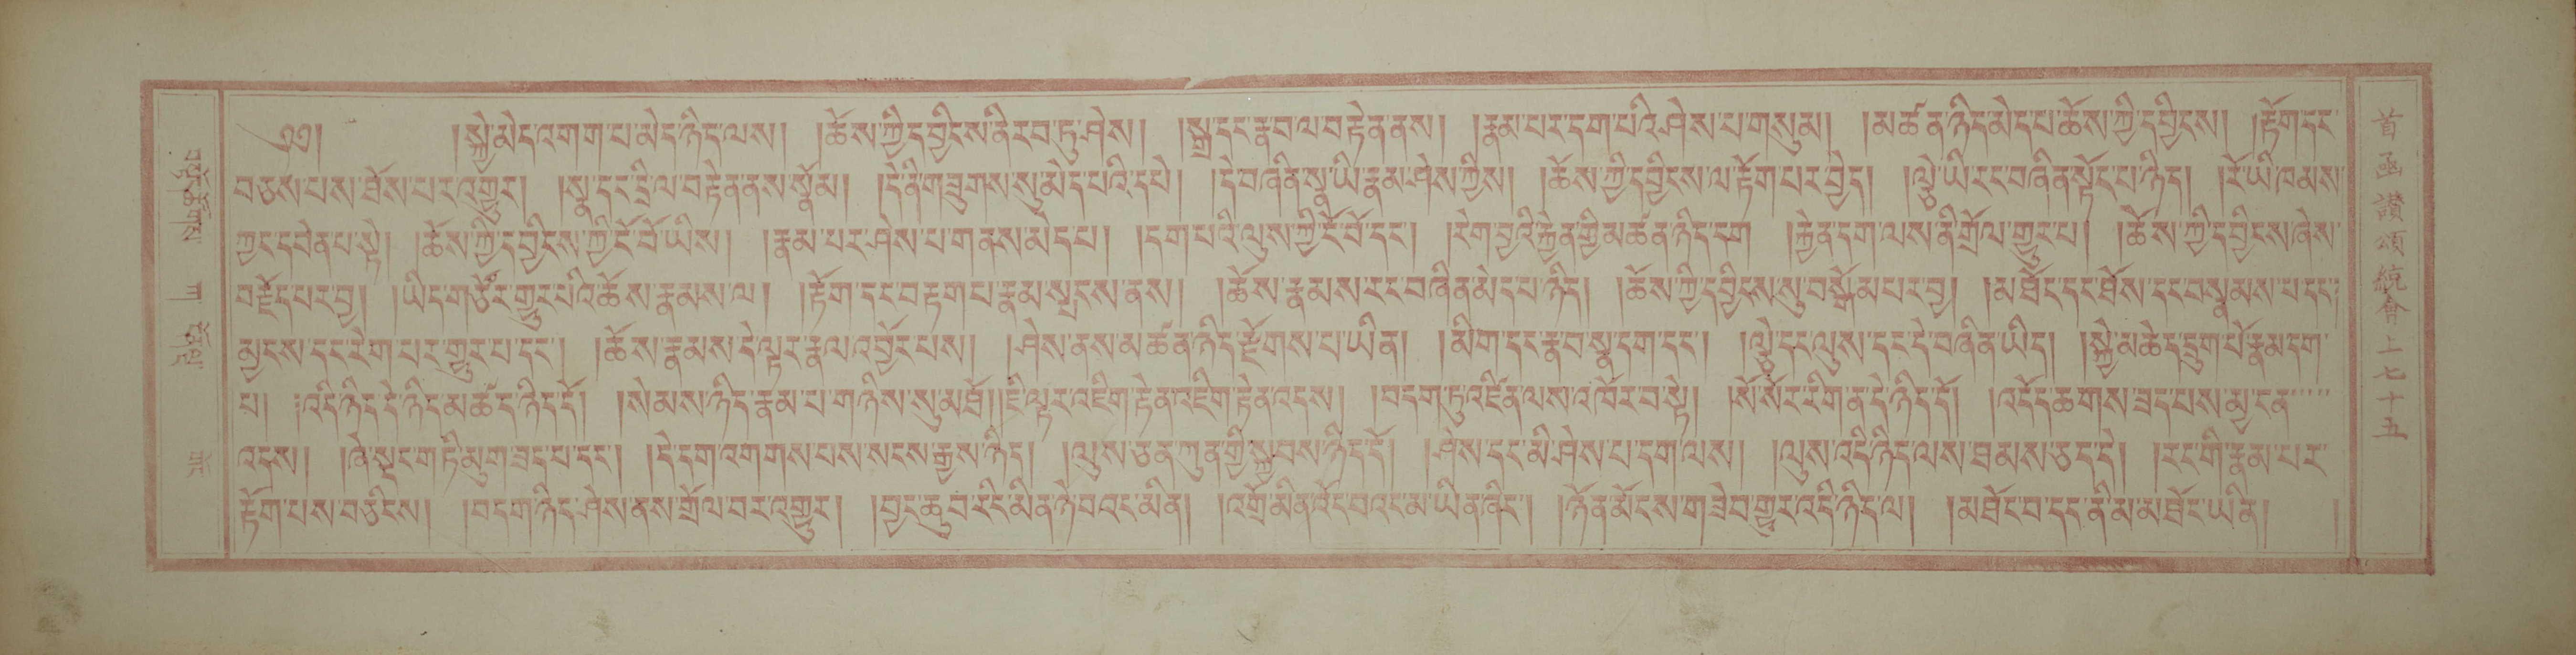 ༄༅། །སྐྱེ་མེད་འགག་པ་མེད་ཉིད་ལས། །ཆོས་ཀྱི་དབྱིངས་ནི་རབ་ཏུ་ཤེས། །སྒྲ་དང་རྣ་བ་ལ་བརྟེན་ནས། །རྣམ་པར་དག་པའི་ཤེས་པ་གསུམ། །མཚན་ཉིད་མེད་པ་ཆོས་ཀྱི་དབྱིངས། །རྟོག་དང་
བཅས་པས་ཐོས་པར་འགྱུར། །སྣ་དང་དྲི་ལ་བརྟེན་ནས་སྣོམ། །དེ་ནི་གཟུགས་སུ་མེད་པའི་དཔེ། །དེ་བཞིན་སྣ་ཡི་རྣམ་ཤེས་ཀྱིས། །ཆོས་ཀྱི་དབྱིངས་ལ་རྟོག་པར་བྱེད། །ལྕེ་ཡི་རང་བཞིན་སྟོང་པ་ཉིད། །རོ་ཡི་ཁམས་
ཀྱང་དབེན་པ་སྟེ། །ཆོས་ཀྱི་དབྱིངས་ཀྱི་ངོ་བོ་ཡིས། །རྣམ་པར་ཤེས་པ་གནས་མེད་པ། །དག་པའི་ལུས་ཀྱི་ངོ་བོ་དང་། །རེག་བྱའི་རྐྱེན་གྱི་མཚན་ཉིད་དག །རྐྱེན་དག་ལས་ནི་གྲོལ་གྱུར་པ། །ཆོས་ཀྱི་དབྱིངས་ཞེས་
བརྗོད་པར་བྱ། །ཡིད་གཙོར་གྱུར་པའི་ཆོས་རྣམས་ལ། །རྟོག་དང་བརྟག་པ་རྣམ་སྤངས་ནས། །ཆོས་རྣམས་རང་བཞིན་མེད་པ་ཉིད། །ཆོས་ཀྱི་དབྱིངས་སུ་བསྒོམ་པར་བྱ། །མཐོང་དང་ཐོས་དང་བསྣམས་པ་དང་
མྱངས་དང་རེག་པར་གྱུར་པ་དང་། །ཆོས་རྣམས་དེ་ལྟར་རྣལ་འབྱོར་པས། །ཤེས་ནས་མཚན་ཉིད་རྫོགས་པ་ཡིན། །མིག་དང་རྣ་བ་སྣ་དག་དང་། །ལྕེ་དང་ལུས་དང་དེ་བཞིན་ཡིད། །སྐྱེ་མཆེད་དྲུག་པོ་རྣམ་དག་
པ། །འདི་ཉིད་དེ་ཉིད་མཚན་ཉིད་དོ། །སེམས་ཉིད་རྣམ་པ་གཉིས་སུ་མཐོང་། །ཇི་ལྟར་འཇིག་རྟེན་འཇིག་རྟེན་འདས། །བདག་ཏུ་འཛིན་ལས་འཁོར་བ་སྟེ། །སོ་སོར་རིག་ན་དེ་ཉིད་དོ། །འདོད་ཆགས་ཟད་པས་མྱ་ངན་
འདས། །ཞེ་སྡང་གཏི་མུག་ཟད་པ་དང་། །དེ་དག་འགགས་པས་སངས་རྒྱས་ཉིད། །ལུས་ཅན་ཀུན་གྱི་སྐྱབས་ཉིད་དོ། །ཤེས་དང་མི་ཤེས་པ་དག་ལས། །ལུས་འདི་ཉིད་ལས་ཐམས་ཅད་དེ། །རང་གི་རྣམ་པར་
རྟོག་པས་བཅིངས། །བདག་ཉིད་ཤེས་ནས་གྲོལ་བར་འགྱུར། །བྱང་ཆུབ་རིང་མིན་ཉེ་བའང་མིན། །འགྲོ་མིན་འོང་བའང་མ་ཡིན་ཞིང་། །ཉོན་མོངས་གཟེབ་གྱུར་འདི་ཉིད་ལ། །མཐོང་བ་དང་ནི་མ་མཐོང་ཡིན།
首函讚頌統會上七十五